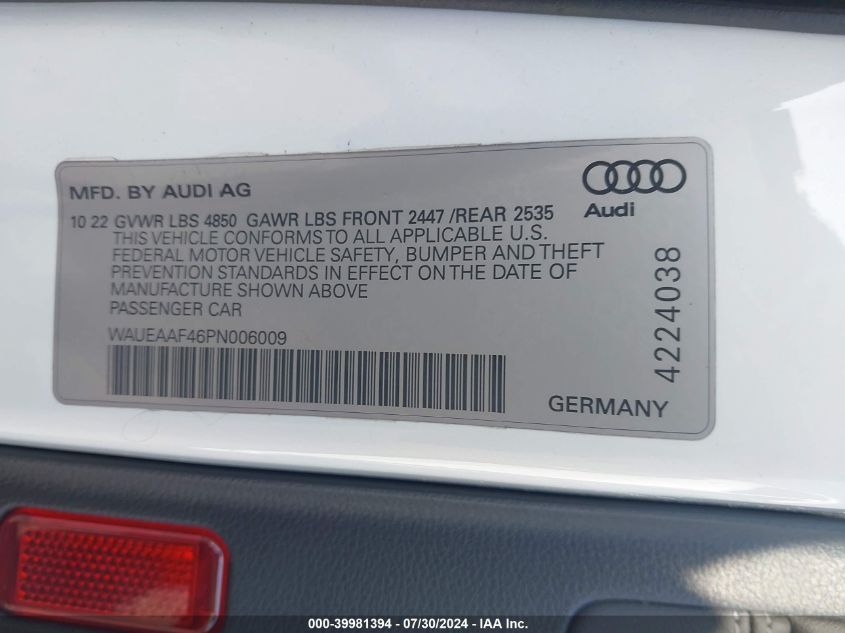 MFD. BY AUDI AG
Audi
10 22 GVWR LBS 4850 GAWR LBS FRONT 2447 /REAR 2535
THIS VEHICLE CONFORMS TO ALL APPLICABLE U.S.
FEDERAL MOTOR VEHICLE SAFETY, BUMPER AND THEFT
PREVENTION STANDARDS IN EFFECT ON THE DATE OF
MANUFACTURE SHOWN ABOVE
PASSENGER CAR
WAUEAAF46PN006009
4224038
GERMANY
000-39981394 - 07/30/2024 - IAA Inc.